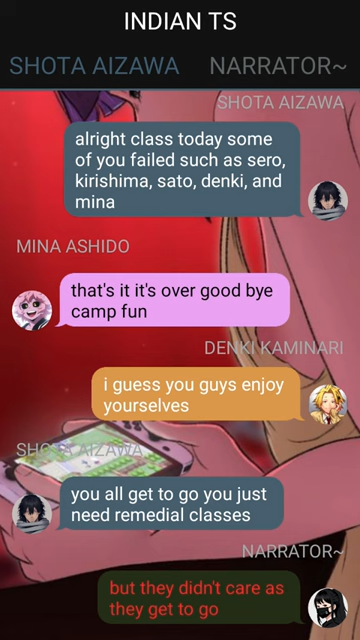 INDIAN TS
SHOTA AIZAWA NARRATOR~
SHOTA AIZAWA
alright class today some
of you failed such as sero,
kirishima, sato, denki, and
mina
MINA ASHIDO
that's it it's over good bye
camp fun
DENKI KAMINARI
i guess you guys enjoy
yourselves
SHOTA AIZAWA
you all get to go you just
need remedial classes
NARRATOR~
but they didn't care as
they get to go